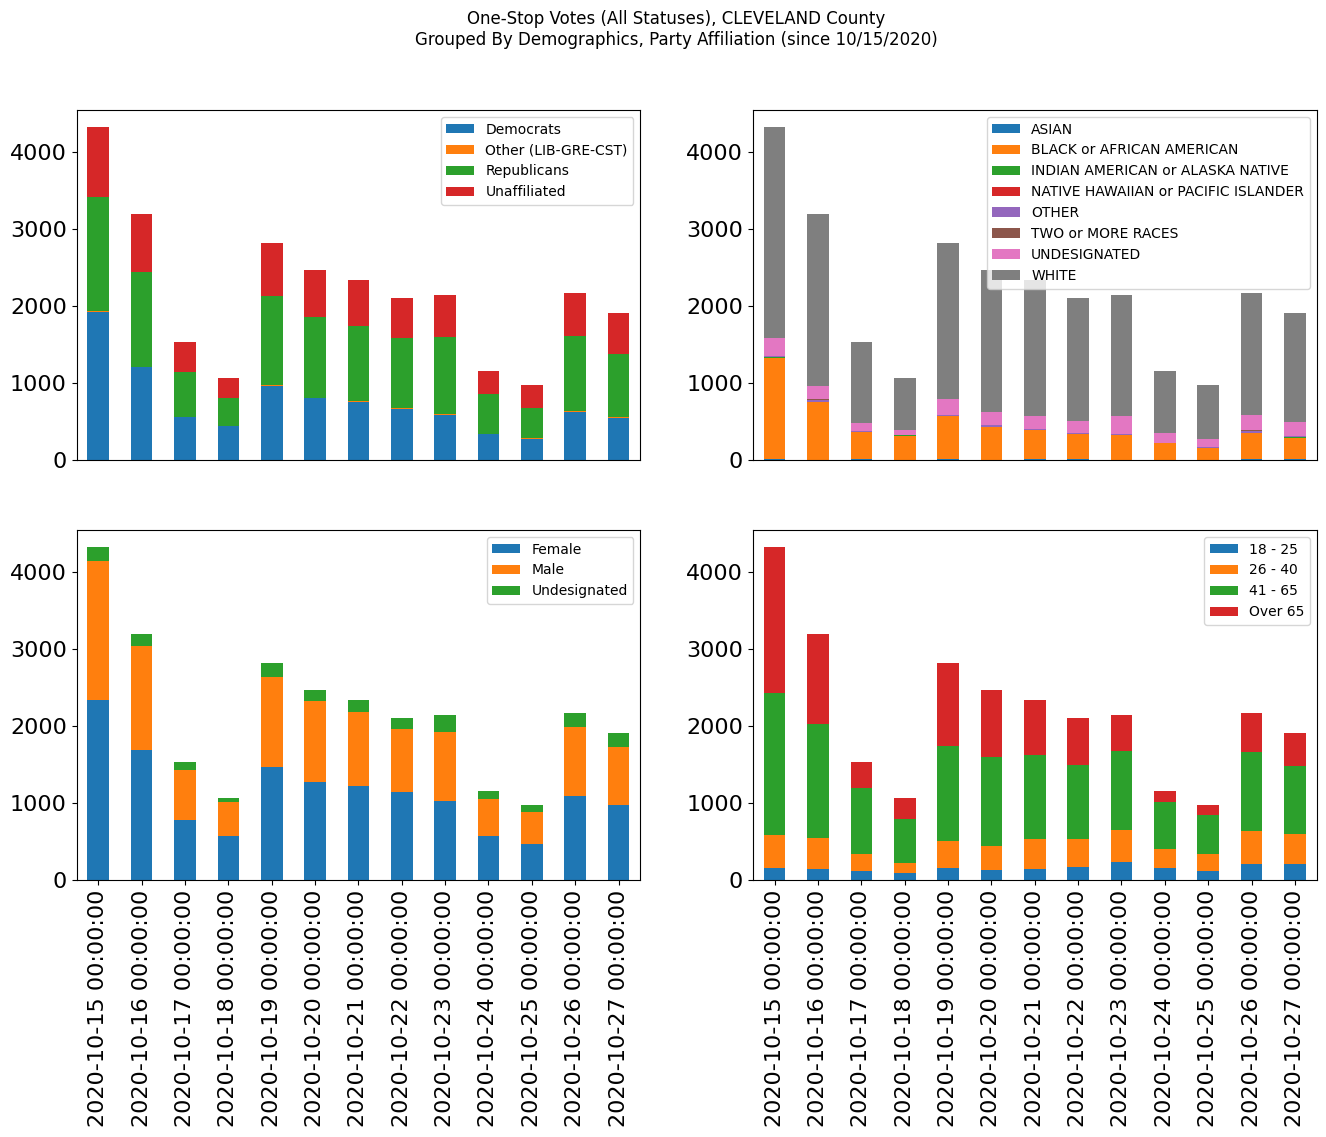 One-Stop Votes (All Statuses), CLEVELAND County
Grouped By Demographics, Party Affiliation (since 10/15/2020)
4000
3000
2000
1000
0
Democrats
Other (LIB-GRE-CST)
Republicans
Unaffiliated
4000
3000
2000
1000
0
ASIAN
BLACK or AFRICAN AMERICAN
INDIAN AMERICAN or ALASKA NATIVE
NATIVE HAWAIIAN or PACIFIC ISLANDER
OTHER
TWO or MORE RACES
UNDESIGNATED
WHITE
4000
3000
2000
1000
0
Female
Male
Undesignated
2020-10-15 00:00:00
2020-10-16 00:00:00
2020-10-17 00:00:00
2020-10-18 00:00:00
2020-10-19 00:00:00
2020-10-20 00:00:00
2020-10-21 00:00:00
2020-10-22 00:00:00
2020-10-23 00:00:00
2020-10-24 00:00:00
2020-10-25 00:00:00
2020-10-26 00:00:00
2020-10-27 00:00:00
4000
3000
2000
1000
0
18 - 25
26 - 40
41 - 65
Over 65
2020-10-15 00:00:00
2020-10-16 00:00:00
2020-10-17 00:00:00
2020-10-18 00:00:00
2020-10-19 00:00:00
2020-10-20 00:00:00
2020-10-21 00:00:00
2020-10-22 00:00:00
2020-10-23 00:00:00
2020-10-24 00:00:00
2020-10-25 00:00:00
2020-10-26 00:00:00
2020-10-27 00:00:00